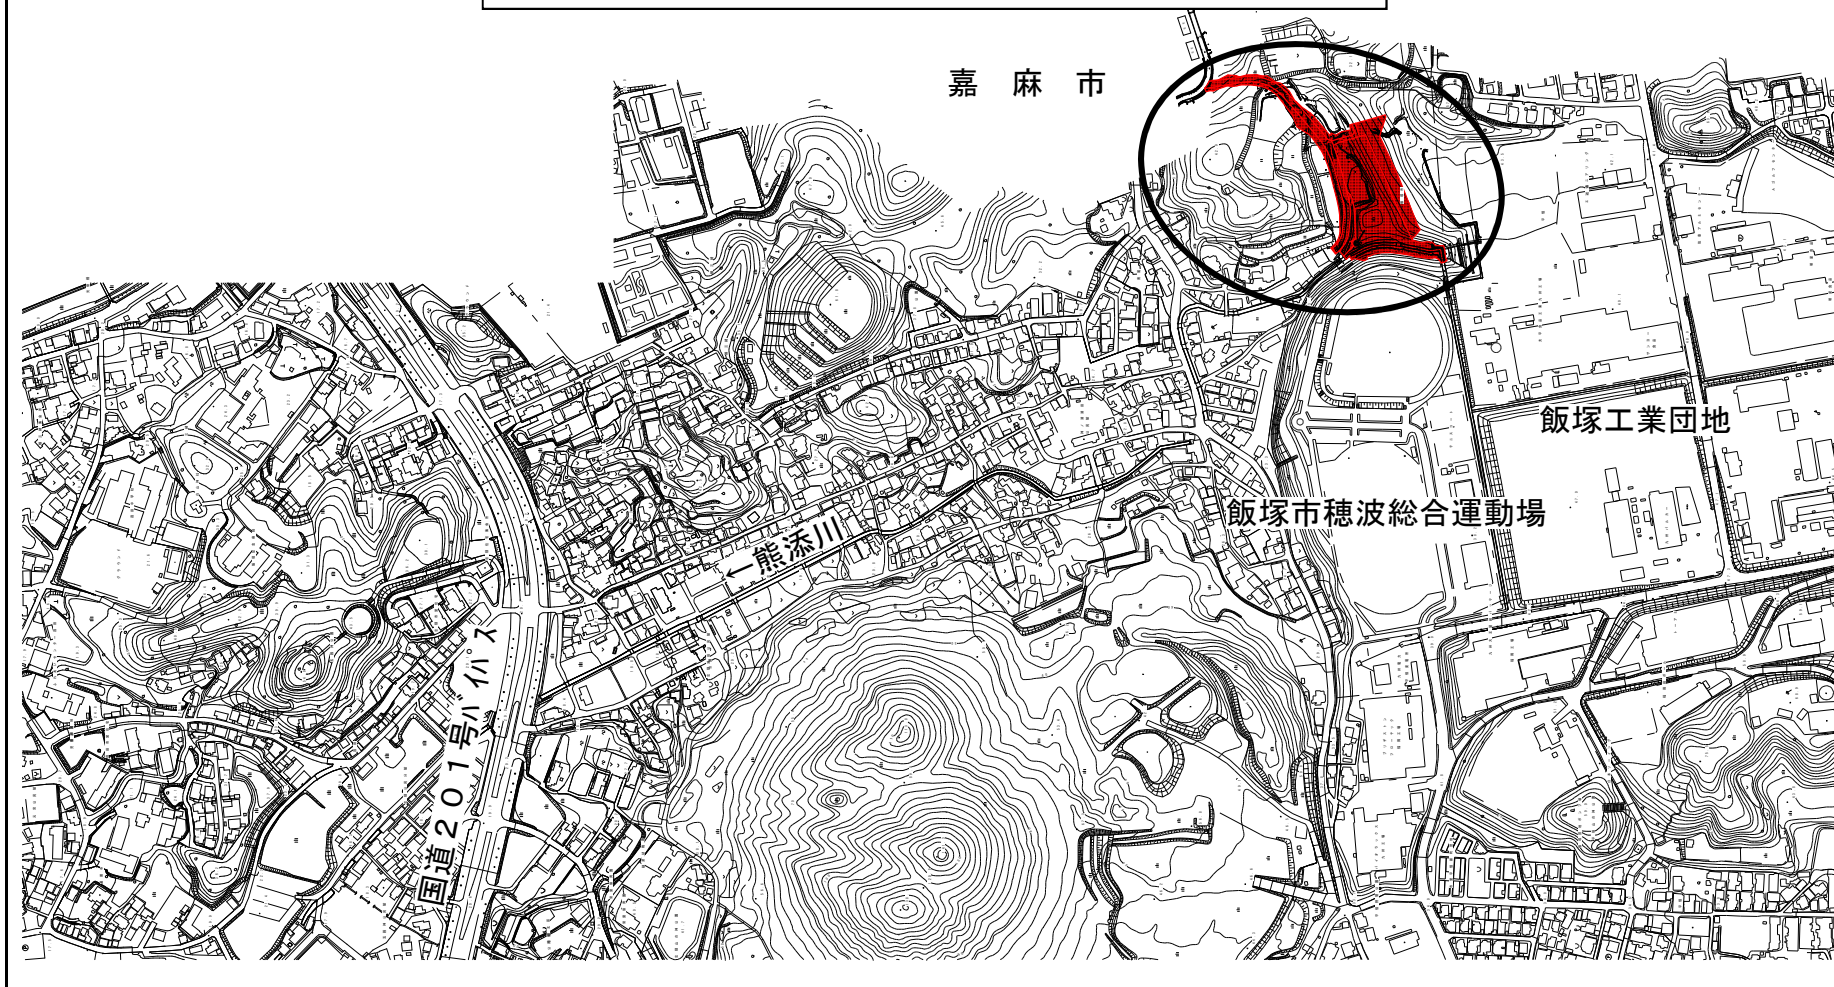 嘉麻市
飯塚工業団地
飯塚市穂波総合運動場
←熊添川
国道201号バイパス